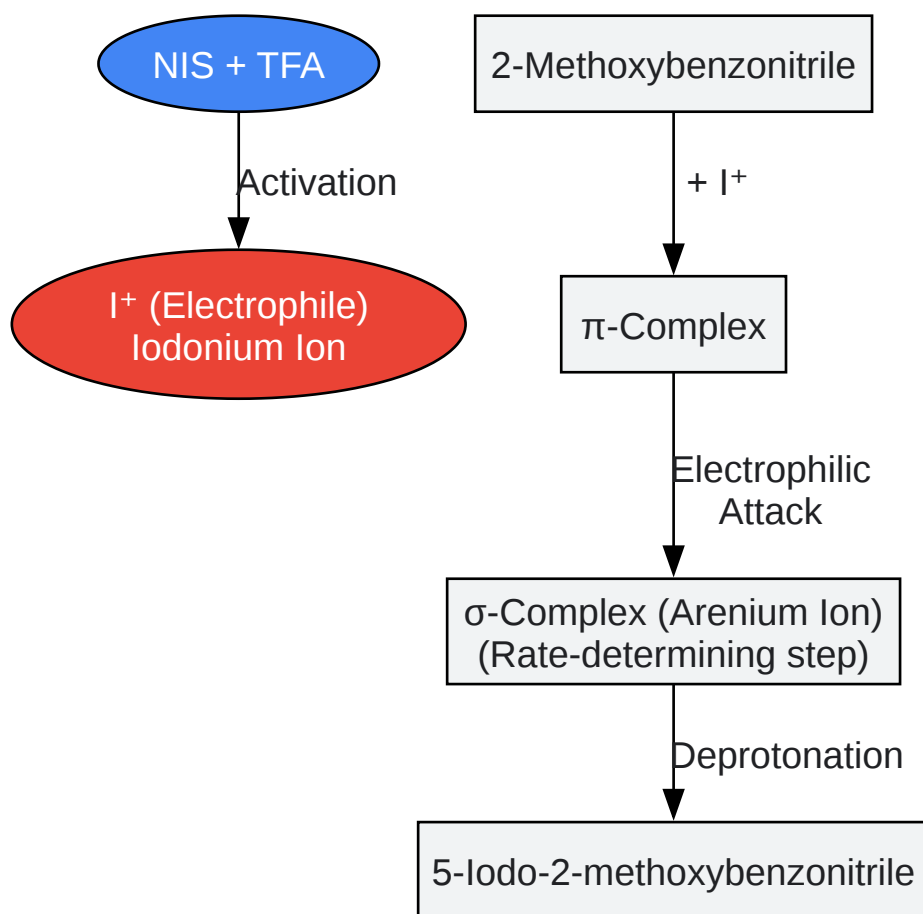 NIS + TFA
2-Methoxybenzonitrile
Activation
+ I⁺
I⁺ (Electrophile)
Iodonium Ion
π-Complex
Electrophilic
Attack
σ-Complex (Arenium Ion)
(Rate-determining step)
Deprotonation
5-Iodo-2-methoxybenzonitrile